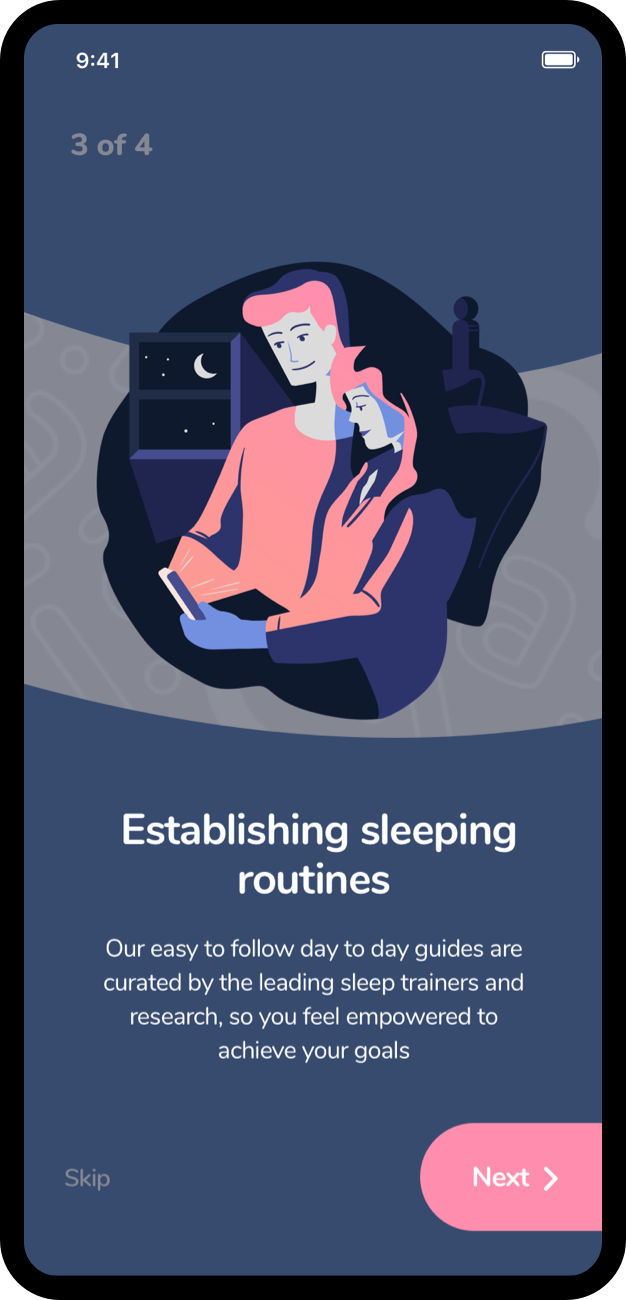 9:41
3 of 4
Establishing sleeping
routines
Our easy to follow day to day guides are
curated by the leading sleep trainers and
research, so you feel empowered to
achieve your goals
Skip
Next